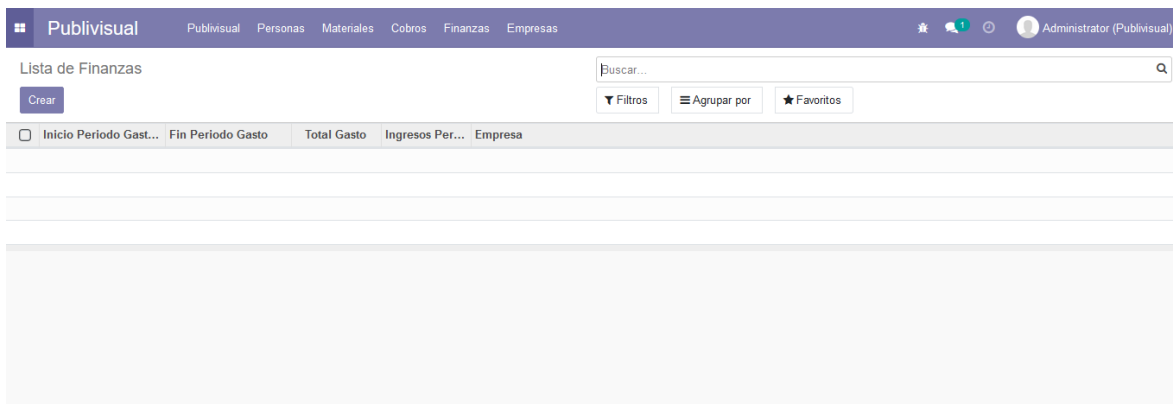 Publivisual Publivisual Personas Materiales Cobros Finanzas Empresas 1 Administrator (Publivisual)
Lista de Finanzas Buscar...
Crear Filtros Agrupar por Favoritos
Inicio Periodo Gast... Fin Periodo Gasto Total Gasto Ingresos Per... Empresa